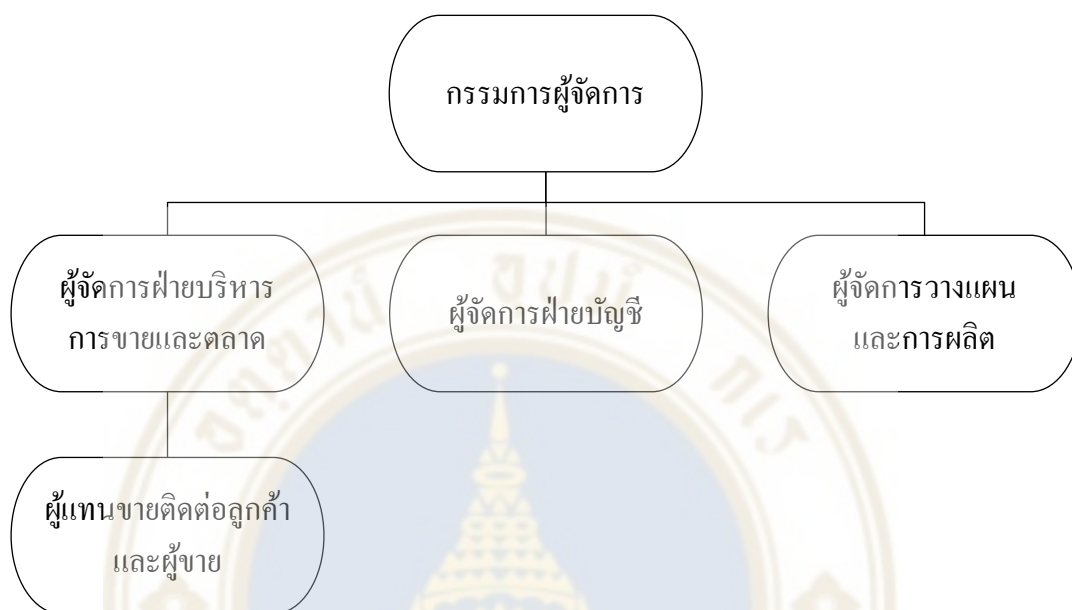 กรรมการผู้จัดการ
ผู้จัดการฝ่ายบริหาร
การขายและตลาด
ผู้จัดการฝ่ายบัญชี
ผู้จัดการวางแผน
และการผลิต
ผู้แทนขายติดต่อลูกค้า
และผู้ขาย